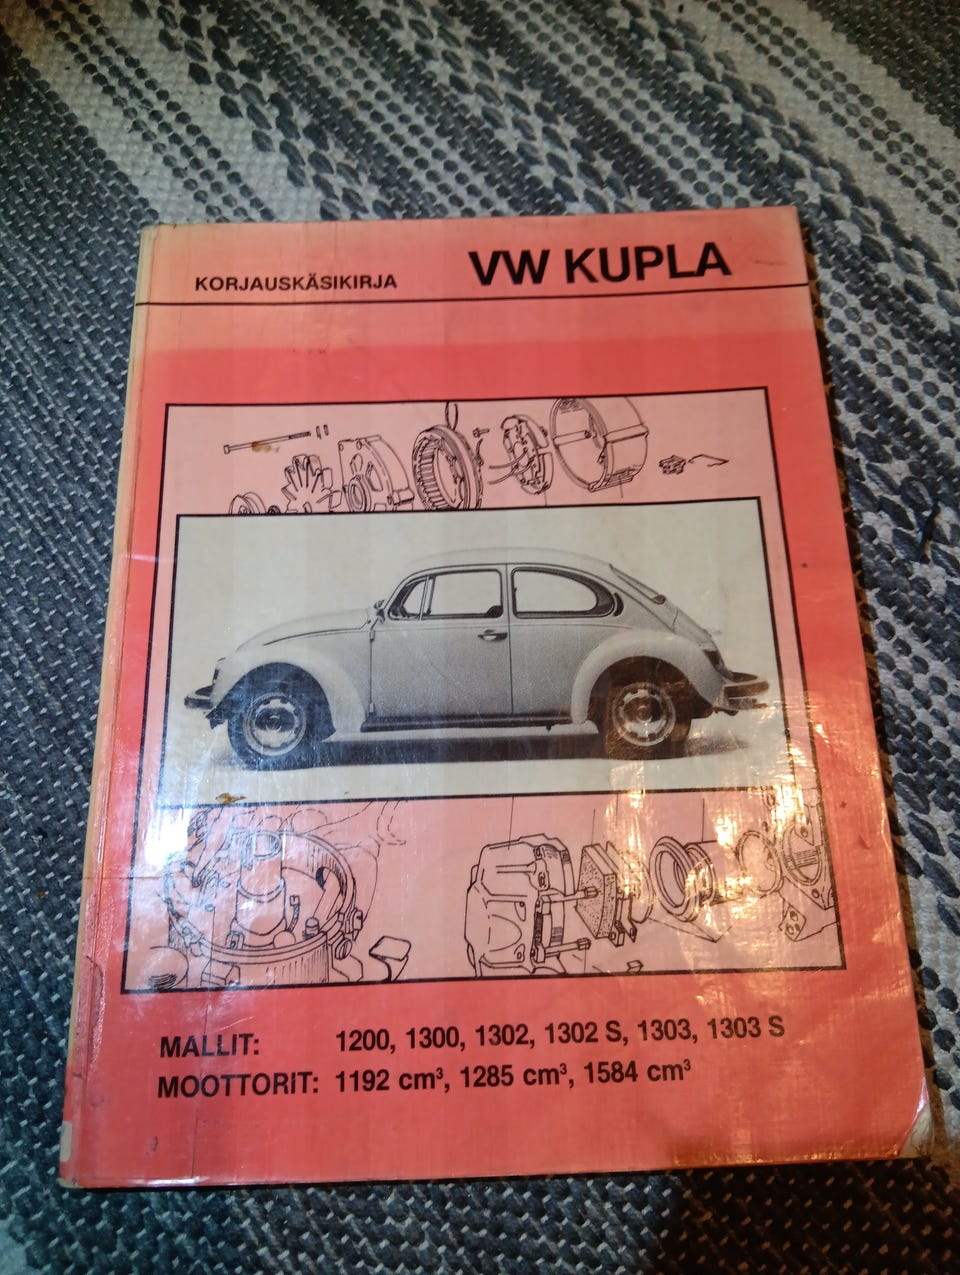 KORJAUSKÄSIKIRJA VW KUPLA
MALLIT: 1200, 1300, 1302, 1302 S, 1303, 1303 S
MOOTTORIT: 1192 cm³, 1285 cm³, 1584 cm³